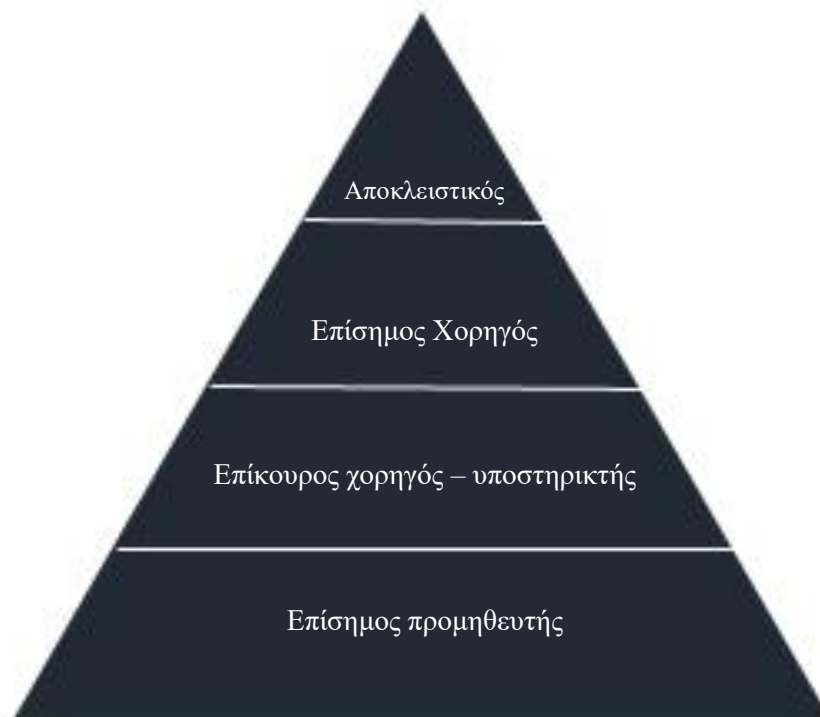 Αποκλειστικός
Επίσημος Χορηγός
Επίκουρος χορηγός – υποστηρικτής
Επίσημος προμηθευτής